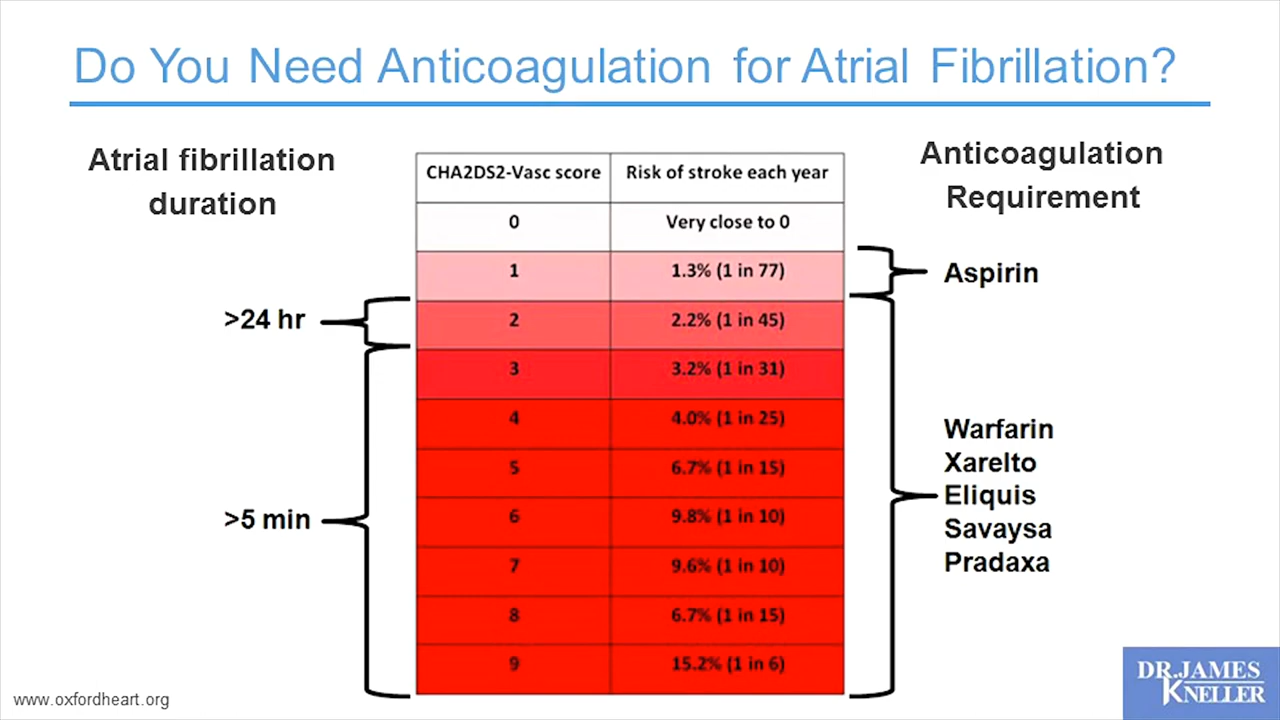 Do You Need Anticoagulation for Atrial Fibrillation?
Atrial fibrillation
duration
Anticoagulation
Requirement
CHA2DS2-Vasc score Risk of stroke each year
0 Very close to 0
1 1.3% (1 in 77)
2 2.2% (1 in 45)
3 3.2% (1 in 31)
4 4.0% (1 in 25)
5 6.7% (1 in 15)
6 9.8% (1 in 10)
7 9.6% (1 in 10)
8 6.7% (1 in 15)
9 15.2% (1 in 6)
>24 hr
>5 min
Aspirin
Warfarin
Xarelto
Eliquis
Savaysa
Pradaxa
www.oxfordheart.org
DR.JAMES
KNELLER